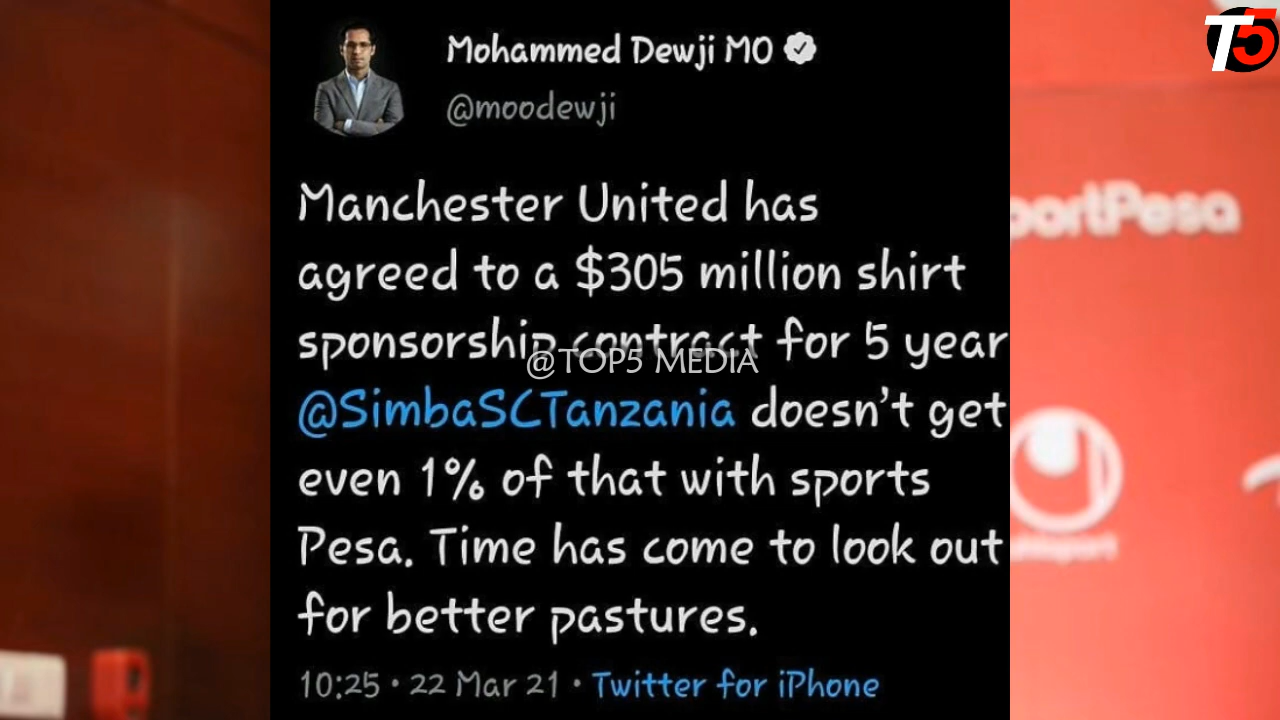 T5
Mohammed Dewji MO
@moodewji
Manchester United has
agreed to a $305 million shirt
sponsorship contract for 5 year
@TOP5 MEDIA
@SimbaSCTanzania doesn't get
even 1% of that with sports
Pesa. Time has come to look out
for better pastures.
10:25 • 22 Mar 21 • Twitter for iPhone
portPesa